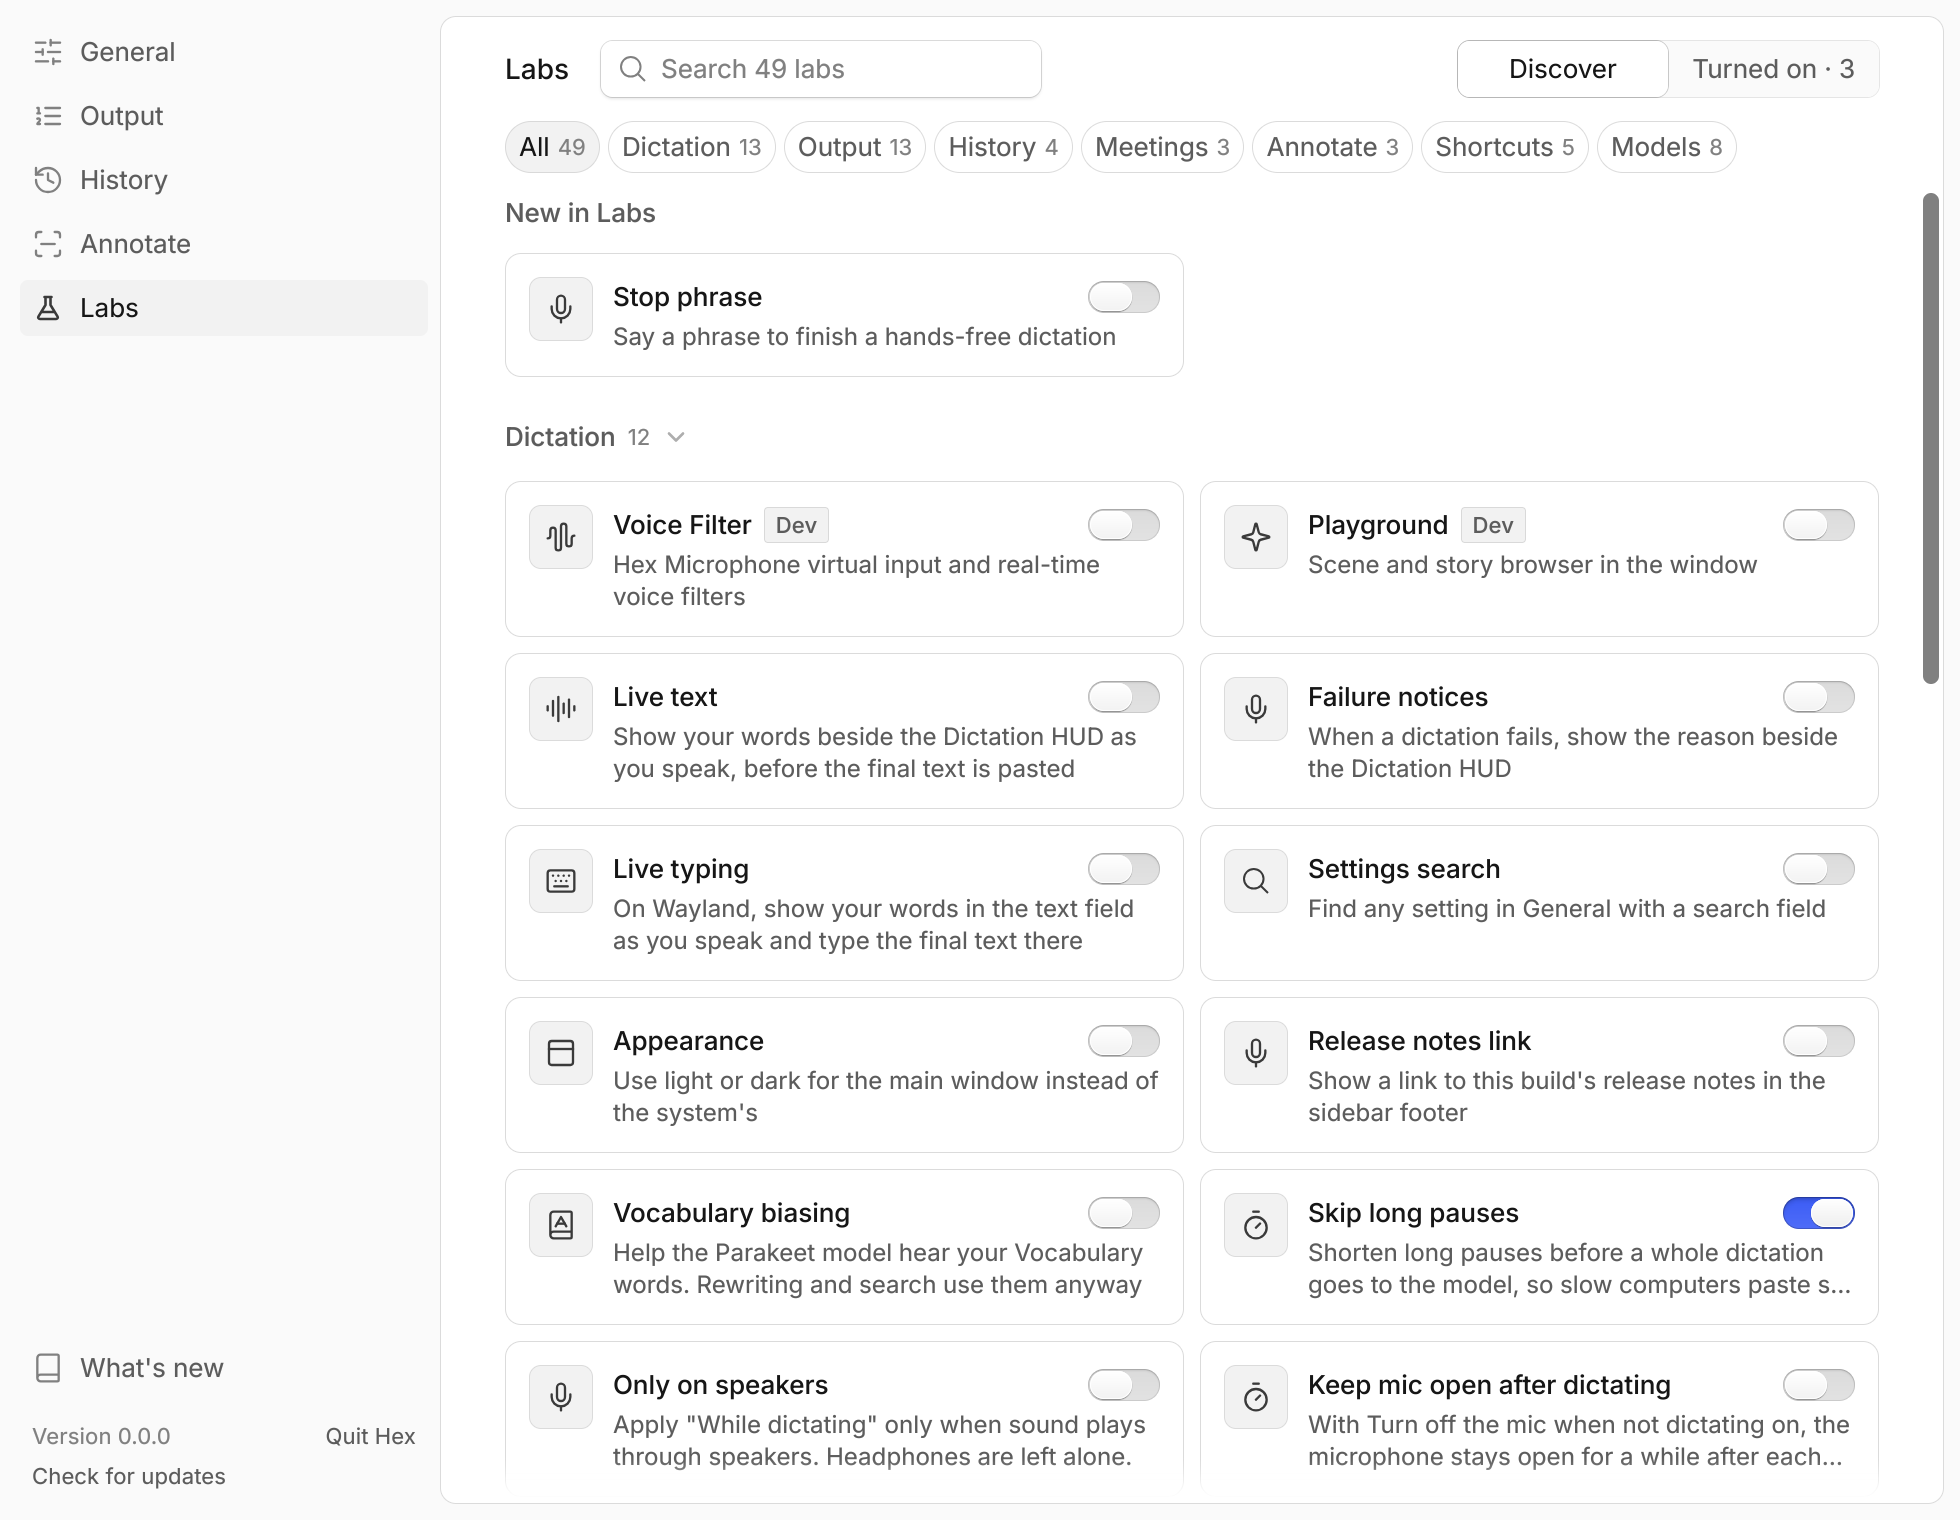 General
Output
History
Annotate
Labs
What's new
Version 0.0.0
Quit Hex
Check for updates
Labs
Search 49 labs
Discover
Turned on · 3
All 49
Dictation 13
Output 13
History 4
Meetings 3
Annotate 3
Shortcuts 5
Models 8
New in Labs
Stop phrase
Say a phrase to finish a hands-free dictation
Dictation 12
Voice Filter Dev
Hex Microphone virtual input and real-time
voice filters
Playground Dev
Scene and story browser in the window
Live text
Show your words beside the Dictation HUD as
you speak, before the final text is pasted
Failure notices
When a dictation fails, show the reason beside
the Dictation HUD
Live typing
On Wayland, show your words in the text field
as you speak and type the final text there
Settings search
Find any setting in General with a search field
Appearance
Use light or dark for the main window instead of
the system's
Release notes link
Show a link to this build's release notes in the
sidebar footer
Vocabulary biasing
Help the Parakeet model hear your Vocabulary
words. Rewriting and search use them anyway
Skip long pauses
Shorten long pauses before a whole dictation
goes to the model, so slow computers paste s...
Only on speakers
Apply "While dictating" only when sound plays
through speakers. Headphones are left alone.
Keep mic open after dictating
With Turn off the mic when not dictating on, the
microphone stays open for a while after each...